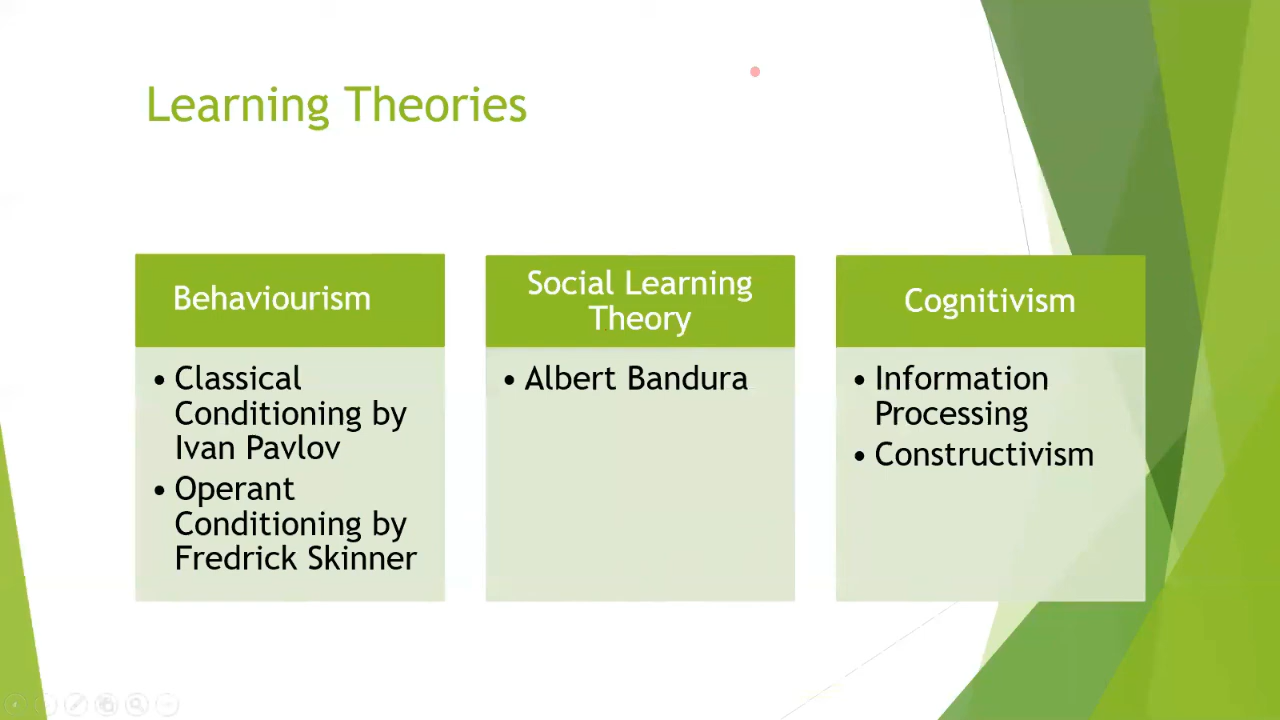 Learning Theories
Behaviourism
• Classical
Conditioning by
Ivan Pavlov
• Operant
Conditioning by
Fredrick Skinner
Social Learning
Theory
• Albert Bandura
Cognitivism
• Information
Processing
• Constructivism